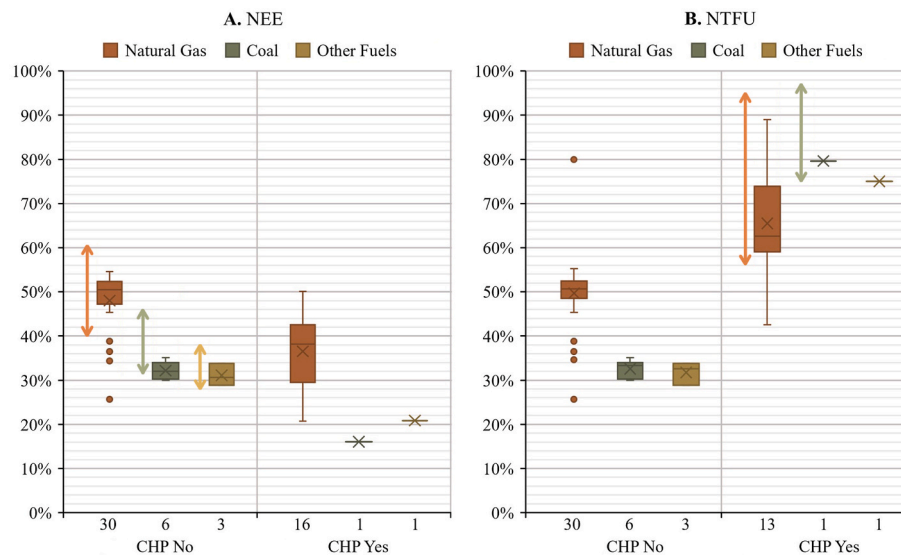 A. NEE
Natural Gas Coal Other Fuels
100%
90%
80%
70%
60%
50%
40%
30%
20%
10%
0%
30 6 3 16 1 1
CHP No CHP Yes
B. NTFU
Natural Gas Coal Other Fuels
100%
90%
80%
70%
60%
50%
40%
30%
20%
10%
0%
30 6 3 13 1 1
CHP No CHP Yes